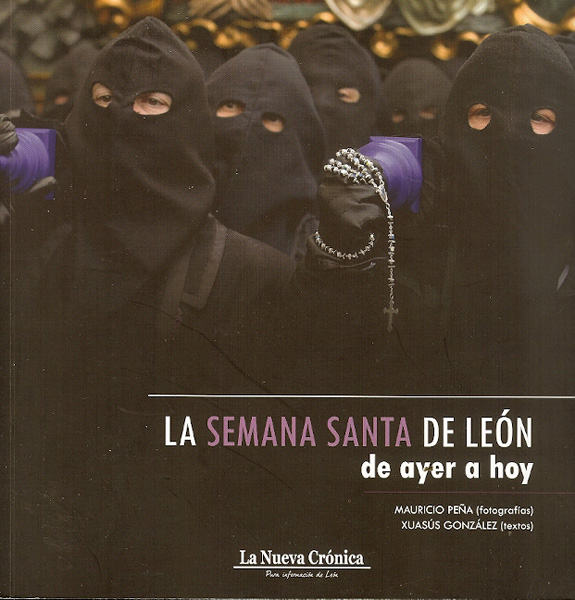 LA SEMANA SANTA DE LEÓN
de ayer a hoy
MAURICIO PEÑA (fotografías)
XUASÚS GONZÁLEZ (textos)
La Nueva Crónica
Pura información de León